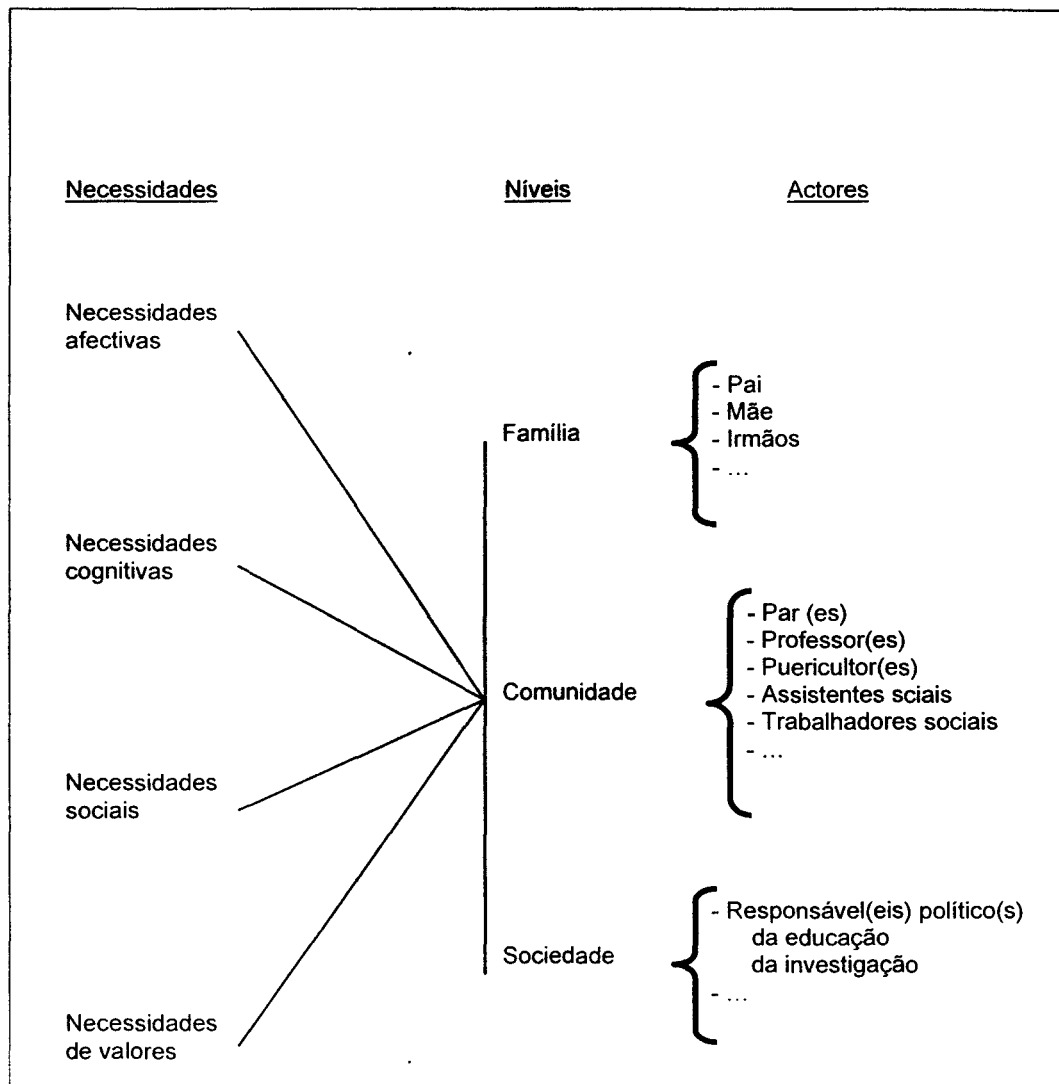 Necessidades
Níveis
Actores
Necessidades
afectivas
Família
- Pai
- Mãe
- Irmãos
- ...
Necessidades
cognitivas
Comunidade
- Par (es)
- Professor(es)
- Puericultor(es)
- Assistentes sciais
- Trabalhadores sociais
- ...
Necessidades
sociais
Sociedade
- Responsável(eis) político(s)
da educação
da investigação
- ...
Necessidades
de valores